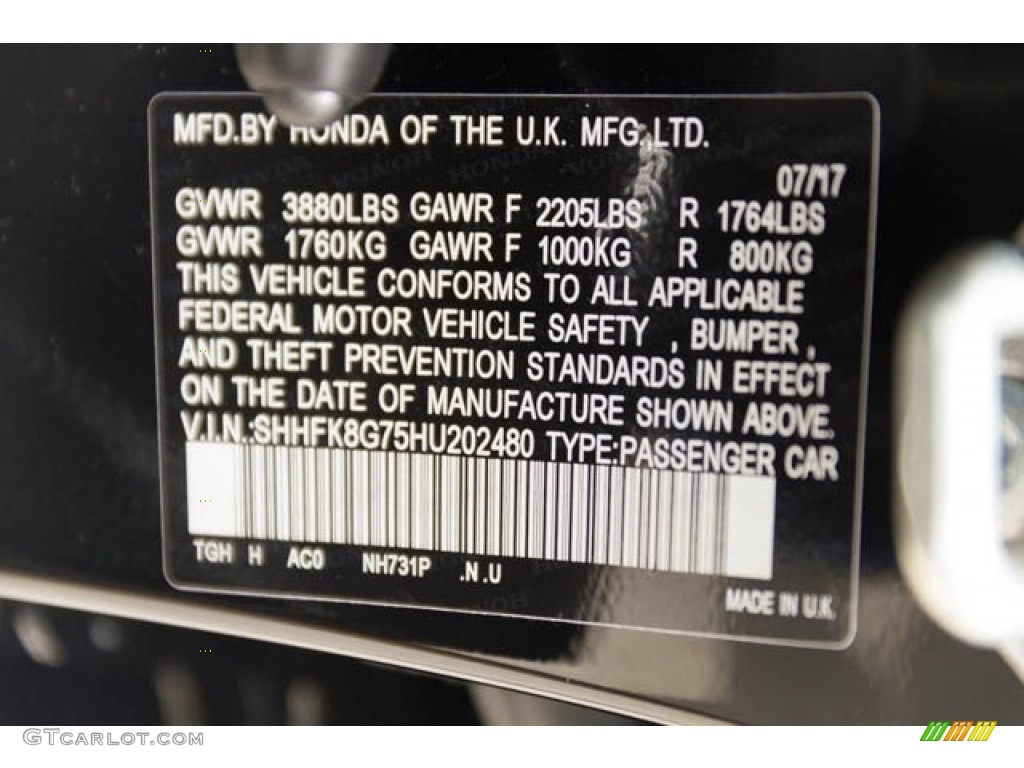 MFD.BY HONDA OF THE U.K. MFG.,LTD.
07/17
GVWR 3880LBS GAWR F 2205LBS R 1764LBS
GVWR 1760KG GAWR F 1000KG R 800KG
THIS VEHICLE CONFORMS TO ALL APPLICABLE
FEDERAL MOTOR VEHICLE SAFETY , BUMPER ,
AND THEFT PREVENTION STANDARDS IN EFFECT
ON THE DATE OF MANUFACTURE SHOWN ABOVE.
V.I.N.:SHHFK8G75HU202480 TYPE:PASSENGER CAR
TGH H AC0 NH731P .N .U
MADE IN U.K.
GTCarLot.com